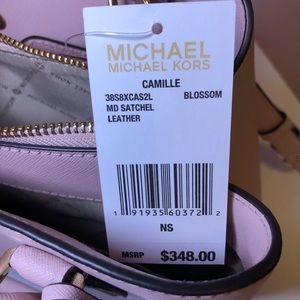 MICHAEL
MICHAEL KORS
CAMILLE
38S8XCAS2L BLOSSOM
MD SATCHEL
LEATHER
1 91935 60372 2
NS
MSRP $348.00